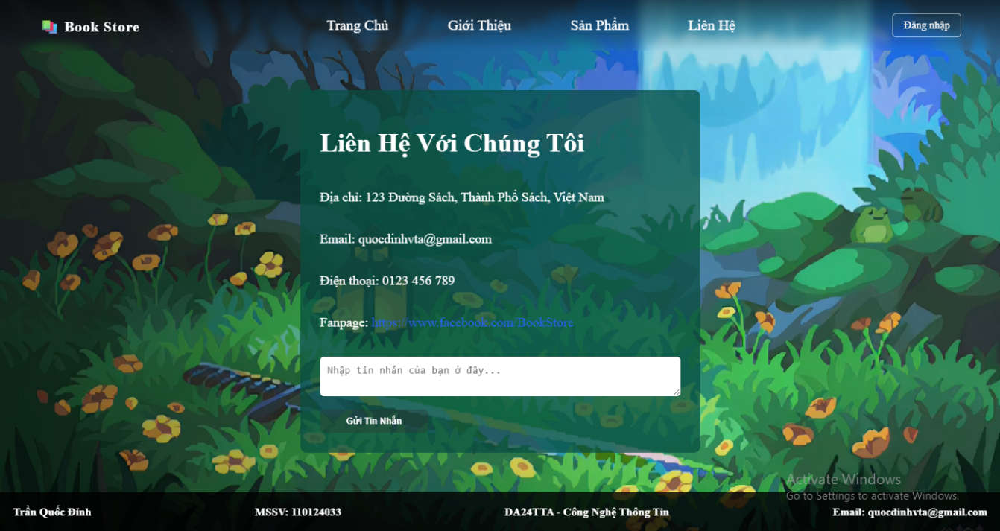 Book Store
Trang Chủ
Giới Thiệu
Sản Phẩm
Liên Hệ
Đăng nhập
Liên Hệ Với Chúng Tôi
Địa chỉ: 123 Đường Sách, Thành Phố Sách, Việt Nam
Email: quocdinhvta@gmail.com
Điện thoại: 0123 456 789
Fanpage: https://www.facebook.com/BookStore
Nhập tin nhắn của bạn ở đây...
Gửi Tin Nhắn
Activate Windows
Go to Settings to activate Windows.
Trần Quốc Đỉnh
MSSV: 110124033
DA24TTA - Công Nghệ Thông Tin
Email: quocdinhvta@gmail.com